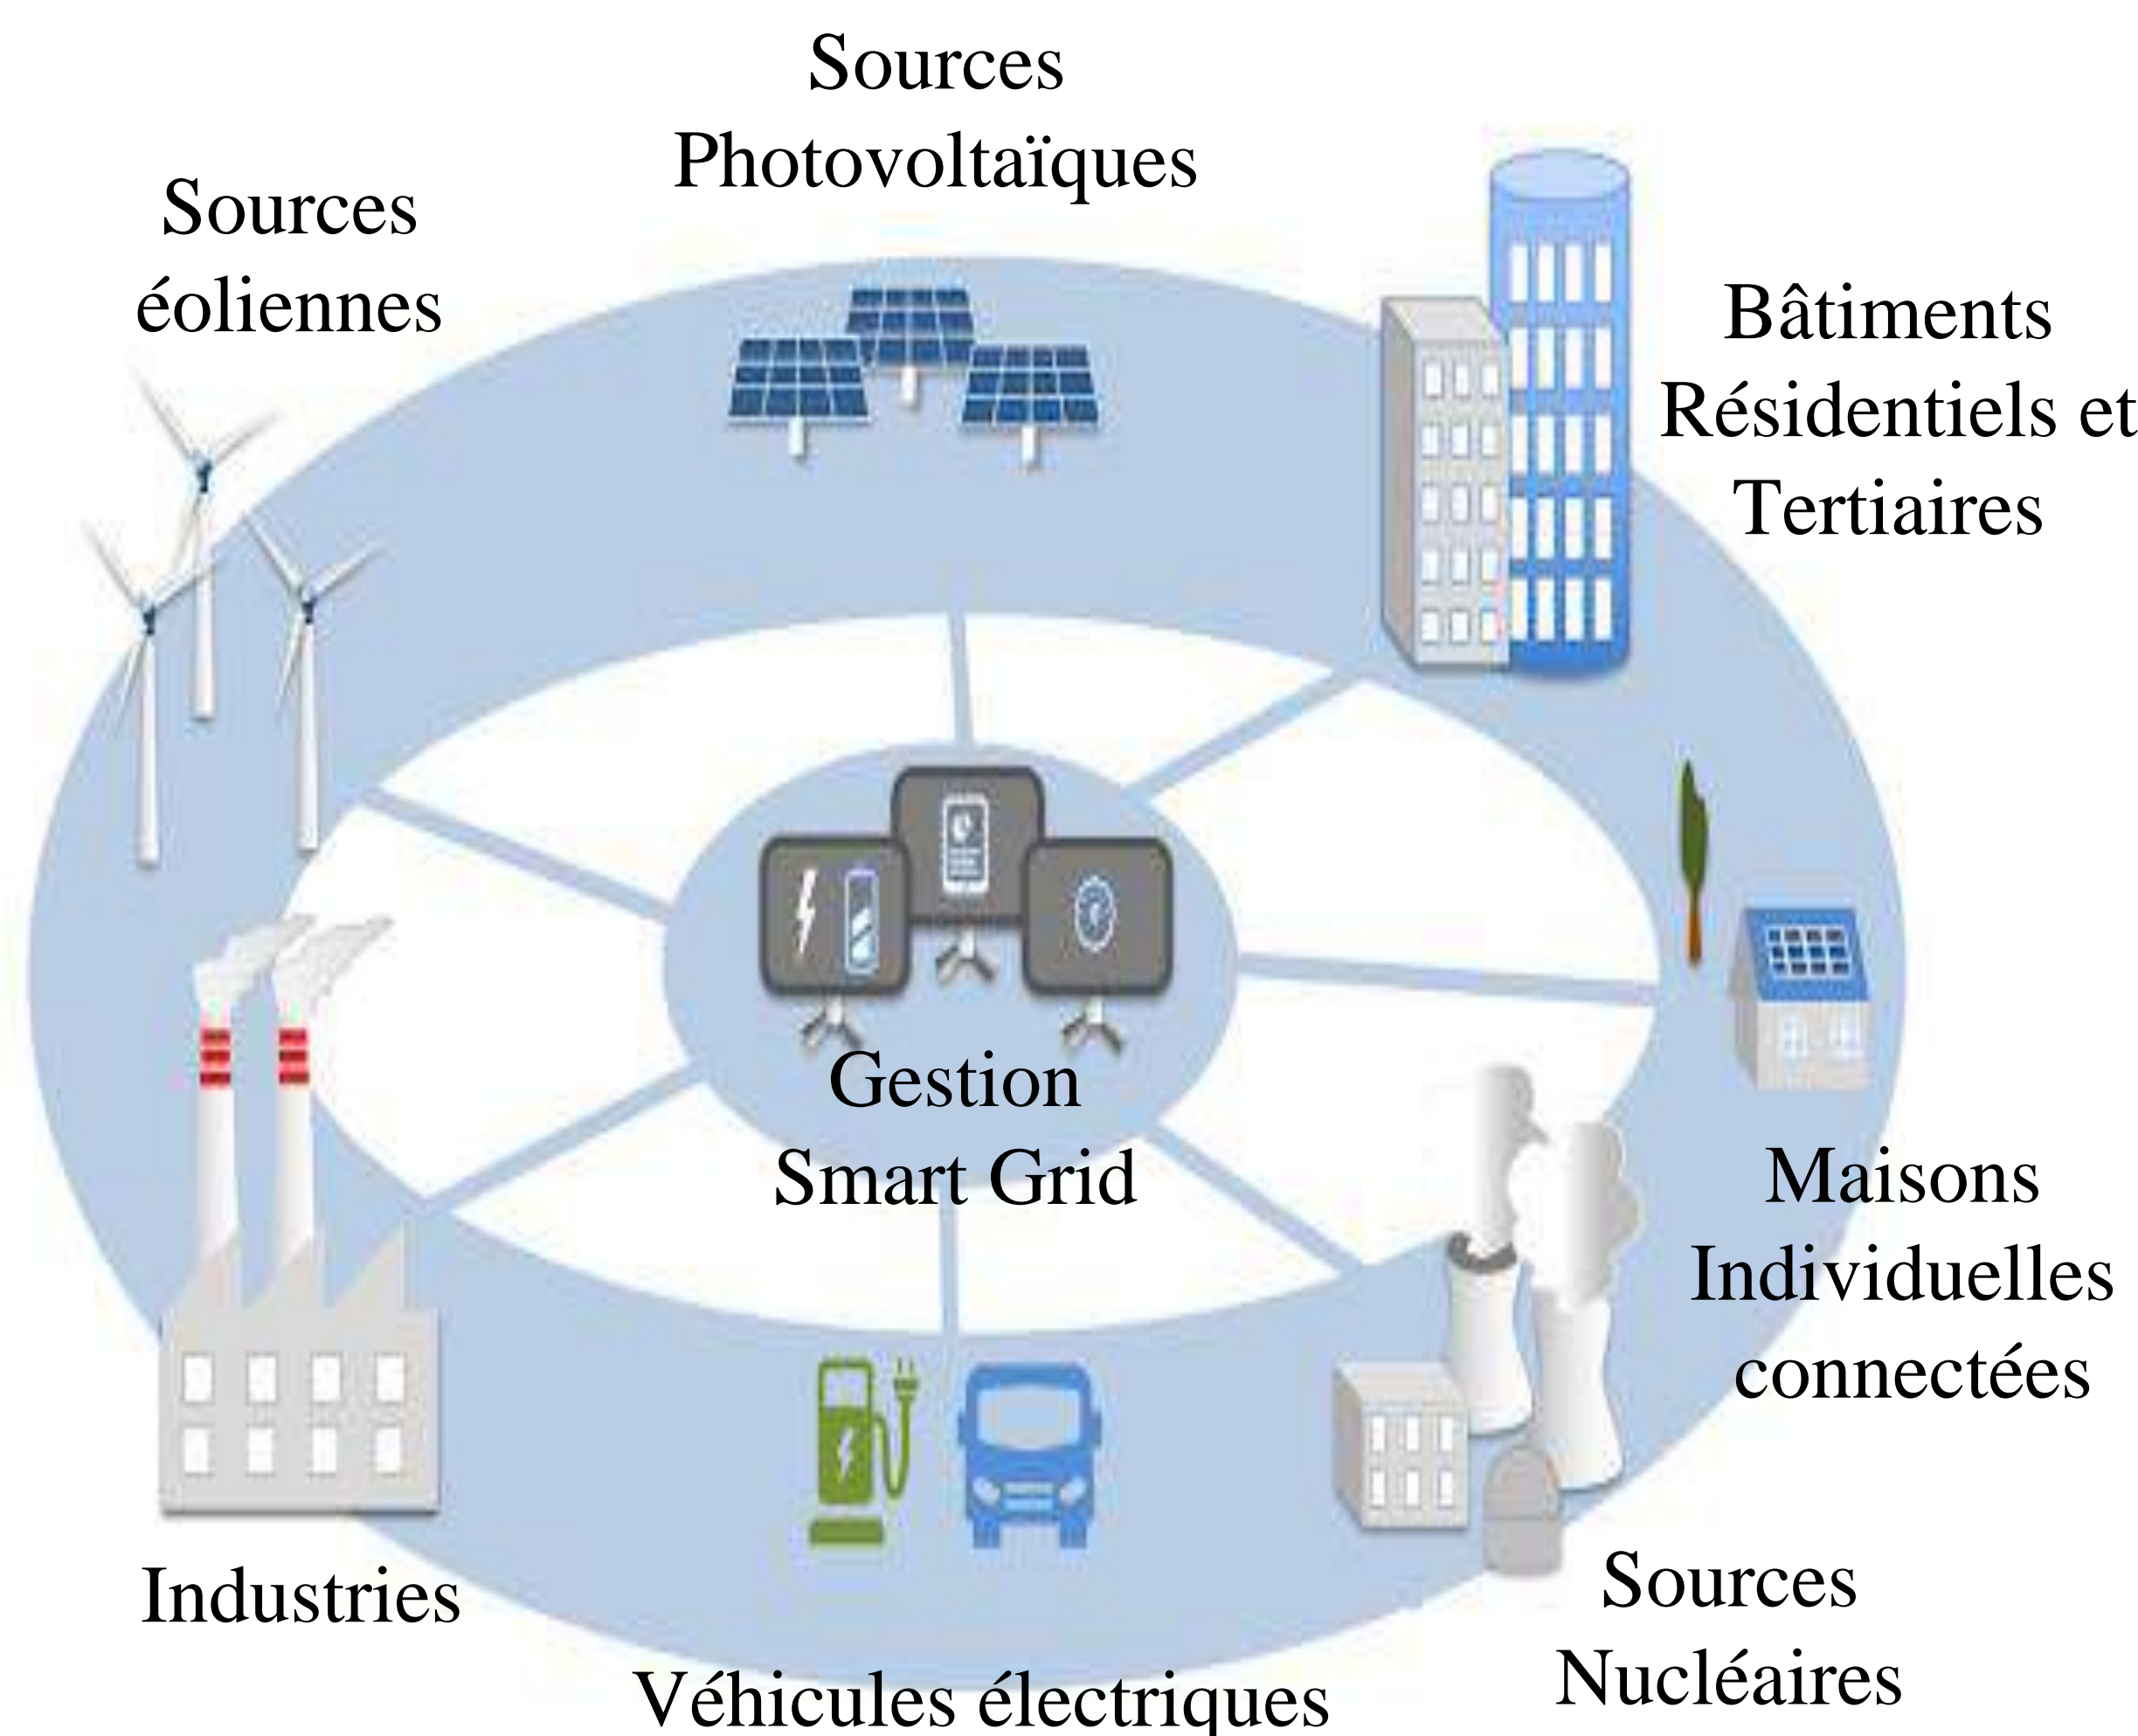 Sources
Photovoltaïques
Sources
éoliennes
Bâtiments
Résidentiels et
Tertiaires
Gestion
Smart Grid
Maisons
Individuelles
connectées
Industries
Sources
Nucléaires
Véhicules électriques